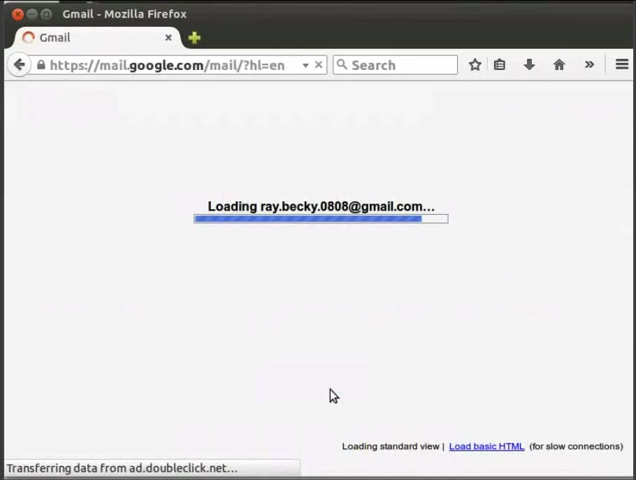 Gmail - Mozilla Firefox
Gmail
https://mail.google.com/mail/?hl=en
Search
Loading ray.becky.0808@gmail.com...
Loading standard view | Load basic HTML (for slow connections)
Transferring data from ad.doubleclick.net...